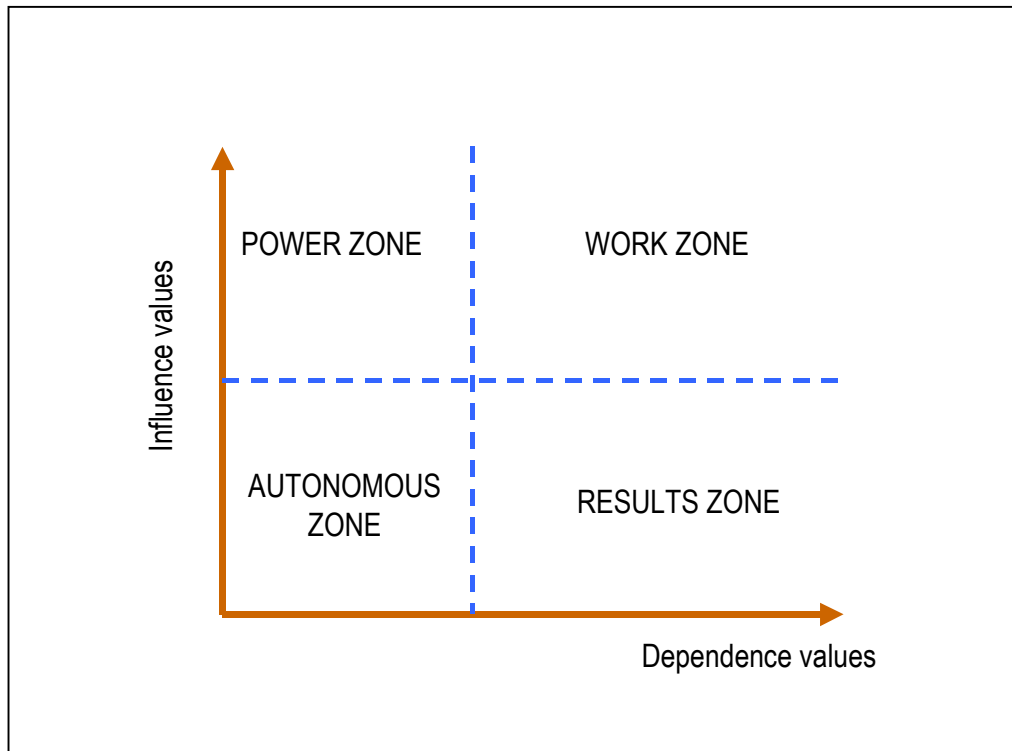 POWER ZONE
WORK ZONE
Influence values
AUTONOMOUS
ZONE
RESULTS ZONE
Dependence values